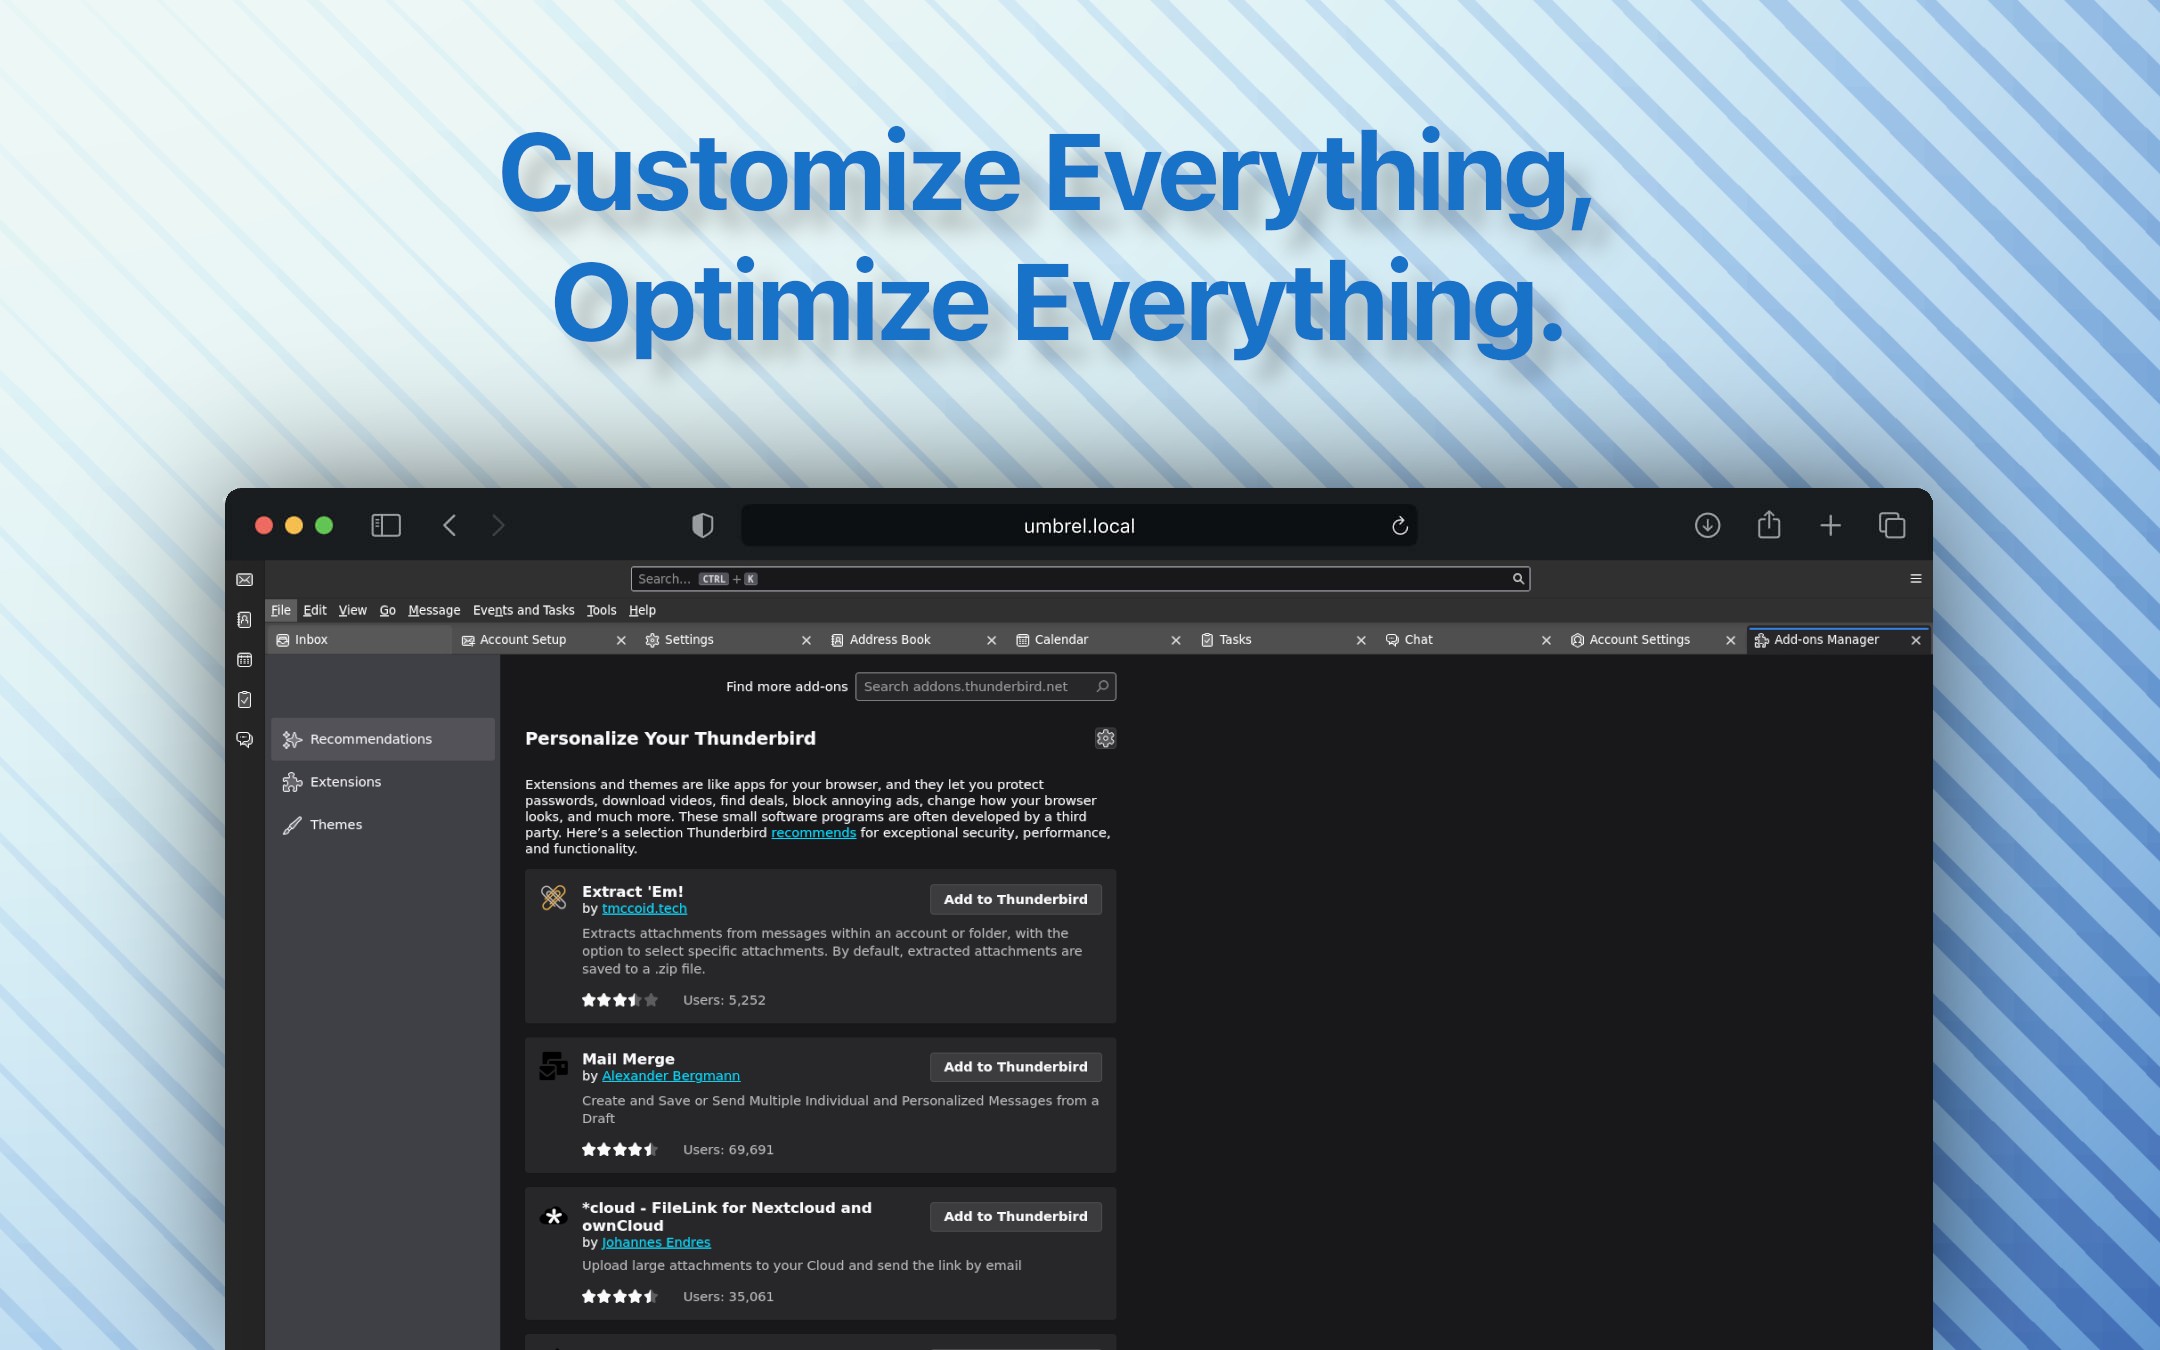 Customize Everything,
Optimize Everything.
umbrel.local
Search... CTRL + K
File Edit View Go Message Events and Tasks Tools Help
Inbox Account Setup Settings Address Book Calendar Tasks Chat Account Settings Add-ons Manager
Find more add-ons Search addons.thunderbird.net
Recommendations
Extensions
Themes
Personalize Your Thunderbird
Extensions and themes are like apps for your browser, and they let you protect
passwords, download videos, find deals, block annoying ads, change how your browser
looks, and much more. These small software programs are often developed by a third
party. Here’s a selection Thunderbird recommends for exceptional security, performance,
and functionality.
Extract 'Em!
by tmccoid.tech
Add to Thunderbird
Extracts attachments from messages within an account or folder, with the
option to select specific attachments. By default, extracted attachments are
saved to a .zip file.
Users: 5,252
Mail Merge
by Alexander Bergmann
Add to Thunderbird
Create and Save or Send Multiple Individual and Personalized Messages from a
Draft
Users: 69,691
*cloud - FileLink for Nextcloud and
ownCloud
by Johannes Endres
Add to Thunderbird
Upload large attachments to your Cloud and send the link by email
Users: 35,061